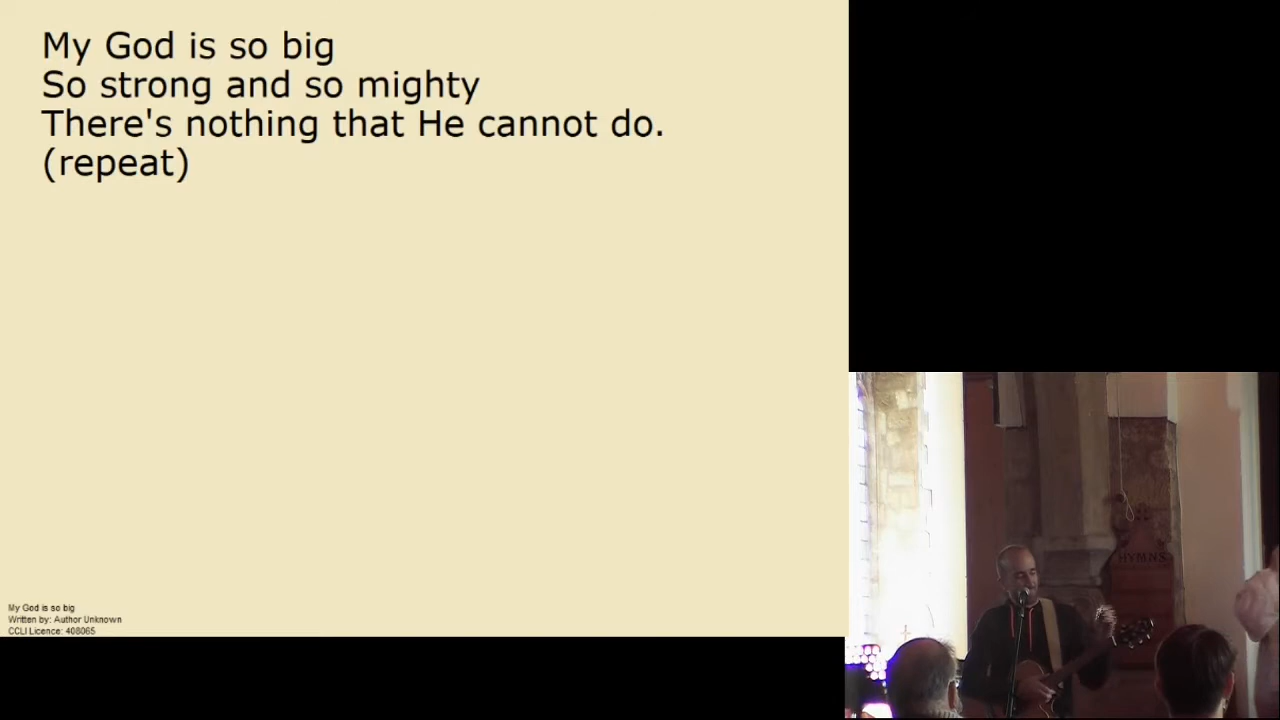 My God is so big
So strong and so mighty
There's nothing that He cannot do.
(repeat)
My God is so big
Written by: Author Unknown
CCLI Licence: 408065
HYMNS